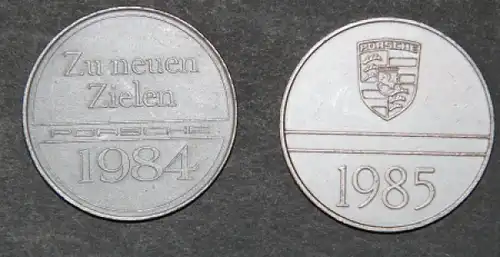 Zu neuen
Zielen
PORSCHE
1984
PORSCHE
1985